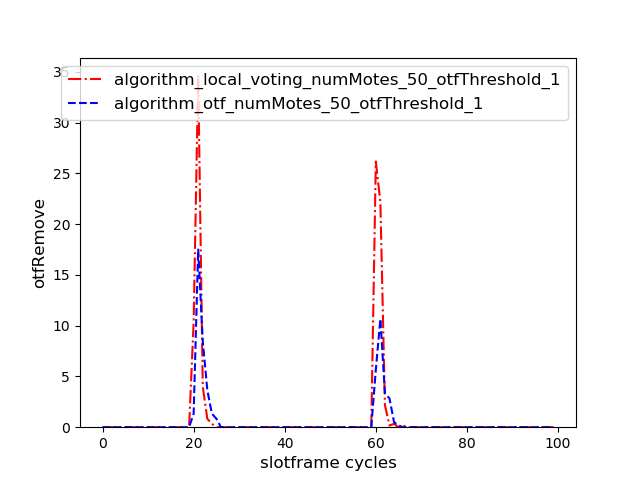 algorithm_local_voting_numMotes_50_otfThreshold_1
algorithm_otf_numMotes_50_otfThreshold_1
otfRemove
35
30
25
20
15
10
5
0
0 20 40 60 80 100
slotframe cycles